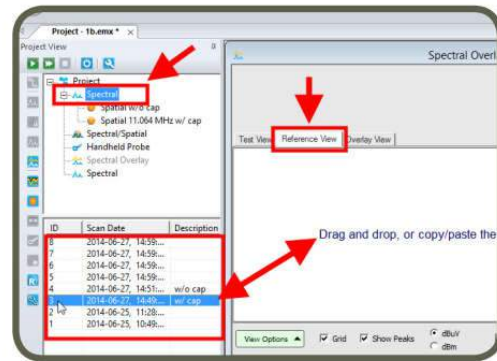 Project - 1b.emx *
Project View
Project
Spectral
Spatial w/o cap
Spatial 11.064 MHz w/ cap
Spectral/Spatial
Handheld Probe
Spectral Overlay
Spectral
ID Scan Date Description
8 2014-06-27, 14:59:...
7 2014-06-27, 14:59:...
6 2014-06-27, 14:59:...
5 2014-06-27, 14:59:...
4 2014-06-27, 14:51:... w/o cap
3 2014-06-27, 14:49:... w/ cap
2 2014-06-25, 11:28:...
1 2014-06-25, 10:49:...
Spectral Overl
Test View Reference View Overlay View
Drag and drop, or copy/paste the
View Options Grid Show Peaks dBuV
dBm